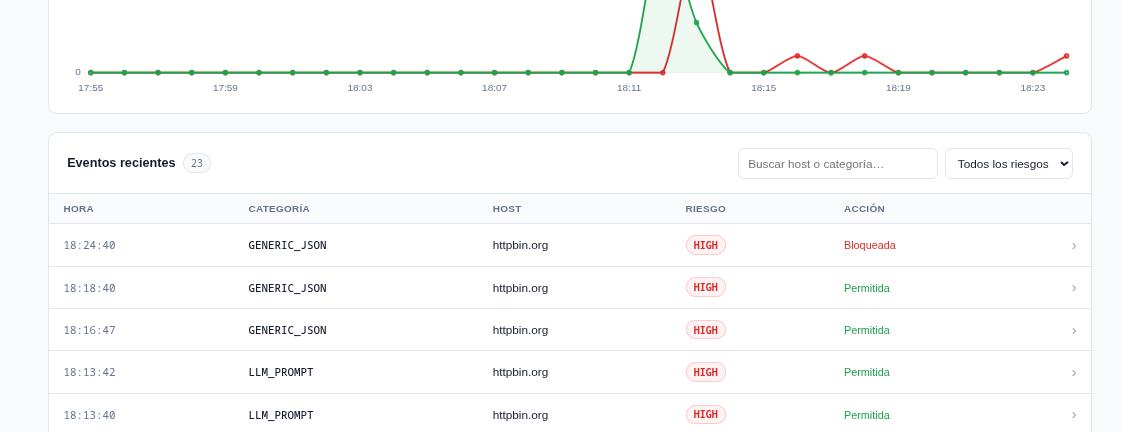 0
17:55 17:59 18:03 18:07 18:11 18:15 18:19 18:23
Eventos recientes 23 Buscar host o categoría… Todos los riesgos
HORA CATEGORÍA HOST RIESGO ACCIÓN
18:24:40 GENERIC_JSON httpbin.org HIGH Bloqueada ›
18:18:40 GENERIC_JSON httpbin.org HIGH Permitida ›
18:16:47 GENERIC_JSON httpbin.org HIGH Permitida ›
18:13:42 LLM_PROMPT httpbin.org HIGH Permitida ›
18:13:40 LLM_PROMPT httpbin.org HIGH Permitida ›